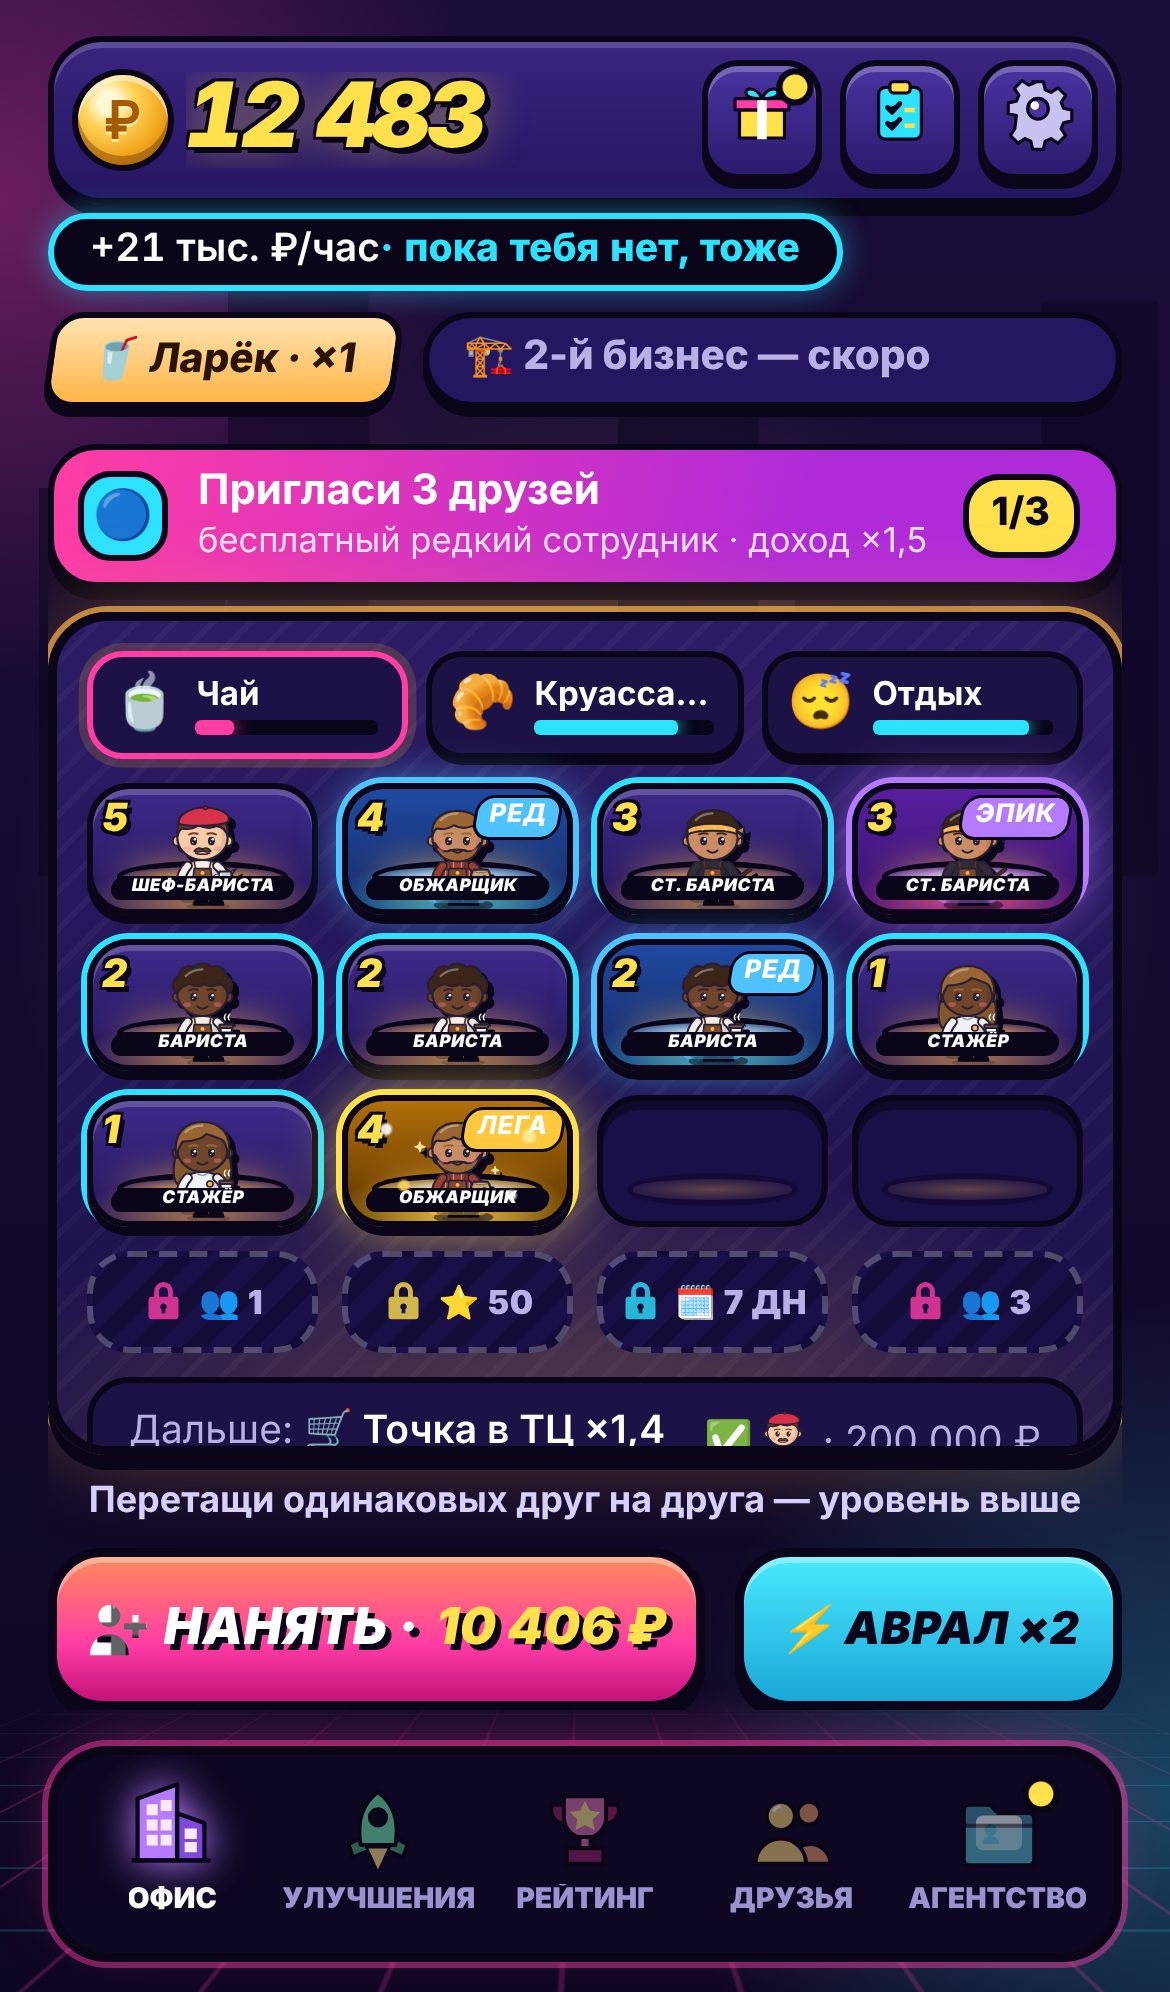 ₽ 12 483
+21 тыс. ₽/час· пока тебя нет, тоже
Ларёк · ×1
2-й бизнес — скоро
Пригласи 3 друзей
бесплатный редкий сотрудник · доход ×1,5
1/3
Чай
Круасса...
Отдых
5
ШЕФ-БАРИСТА
4
РЕД
ОБЖАРЩИК
3
СТ. БАРИСТА
3
ЭПИК
СТ. БАРИСТА
2
БАРИСТА
2
БАРИСТА
2
РЕД
БАРИСТА
1
СТАЖЁР
1
СТАЖЁР
4
ЛЕГА
ОБЖАРЩИК
1
50
7 ДН
3
Дальше: Точка в ТЦ ×1,4 · 200 000 ₽
Перетащи одинаковых друг на друга — уровень выше
НАНЯТЬ · 10 406 ₽
АВРАЛ ×2
ОФИС
УЛУЧШЕНИЯ
РЕЙТИНГ
ДРУЗЬЯ
АГЕНТСТВО